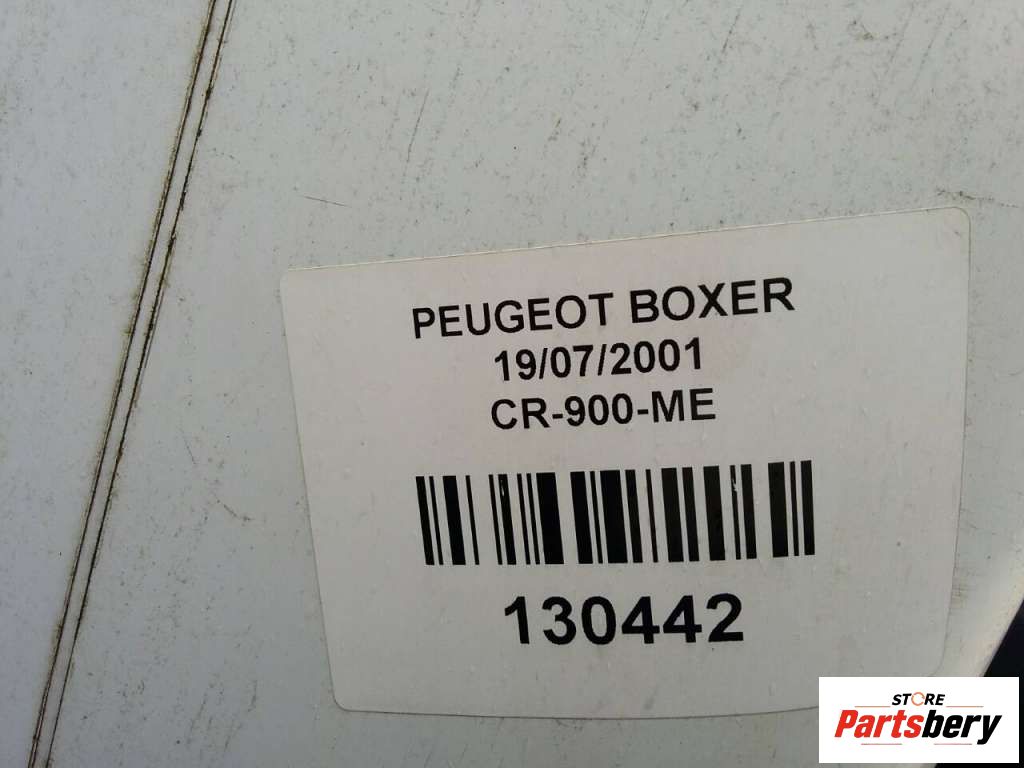 PEUGEOT BOXER
19/07/2001
CR-900-ME
130442
STORE
Partsbery